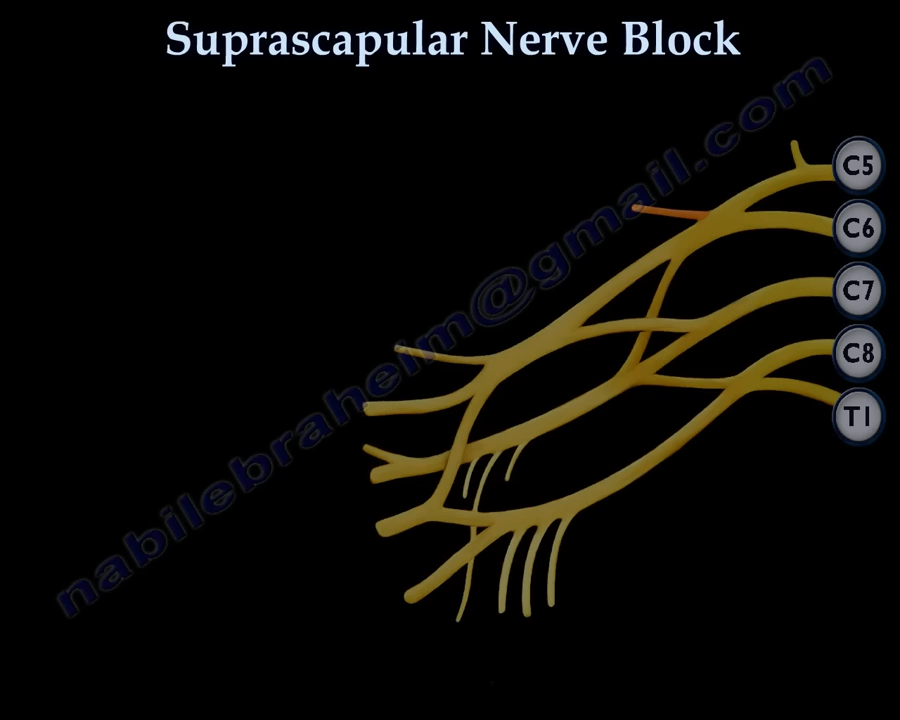 Suprascapular Nerve Block
nabilebraheim@gmail.com
C5
C6
C7
C8
T1